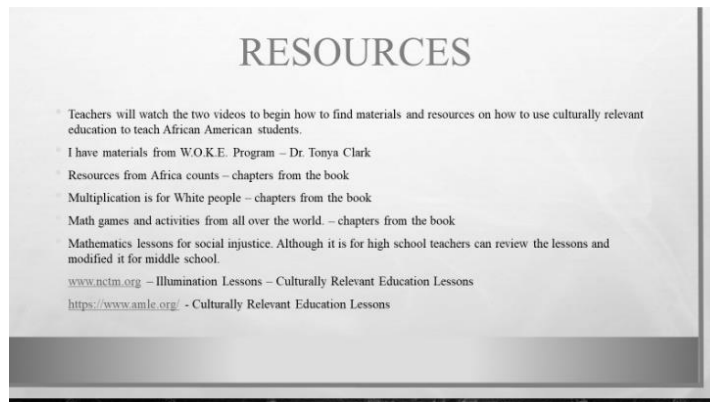 RESOURCES
Teachers will watch the two videos to begin how to find materials and resources on how to use culturally relevant
education to teach African American students.
I have materials from W.O.K.E. Program – Dr. Tonya Clark
Resources from Africa counts – chapters from the book
Multiplication is for White people – chapters from the book
Math games and activities from all over the world. – chapters from the book
Mathematics lessons for social injustice. Although it is for high school teachers can review the lessons and
modified it for middle school.
www.nctm.org – Illumination Lessons – Culturally Relevant Education Lessons
https://www.amle.org/ - Culturally Relevant Education Lessons